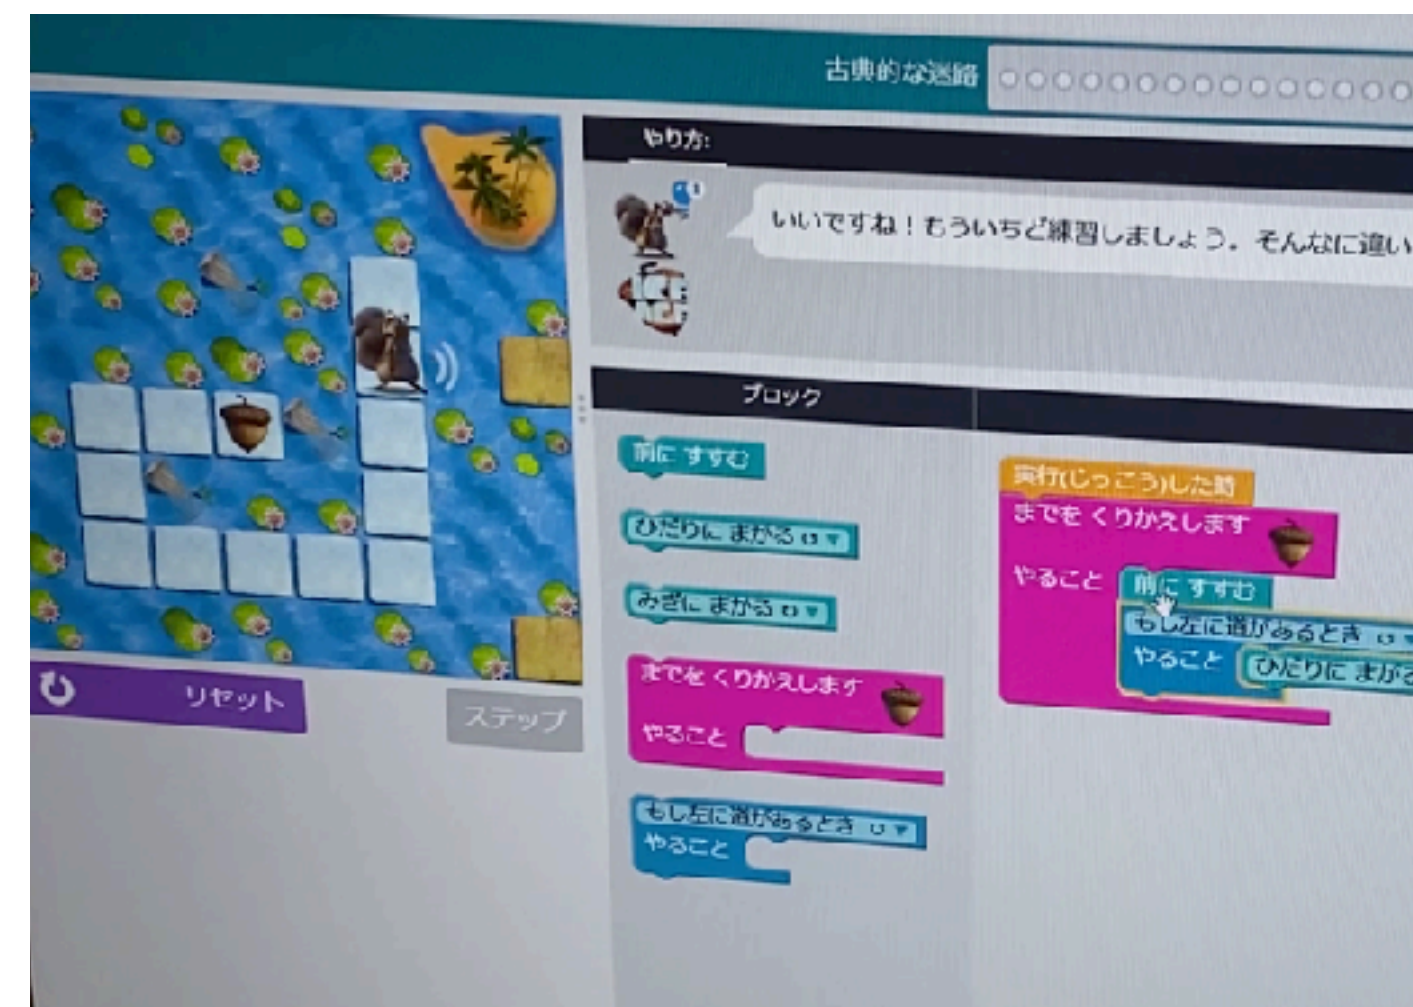 古典的な迷路
やり方:
いいですね！もういちど練習しましょう。そんなに違い
ブロック
前に すすむ
ひだりに まがる
みぎに まがる
までを くりかえします
やること
もし左に道があるとき
やること
実行(じっこう)した時
までを くりかえします
やること
前に すすむ
もし左に道があるとき
やること
ひだりに まがる
リセット
ステップ